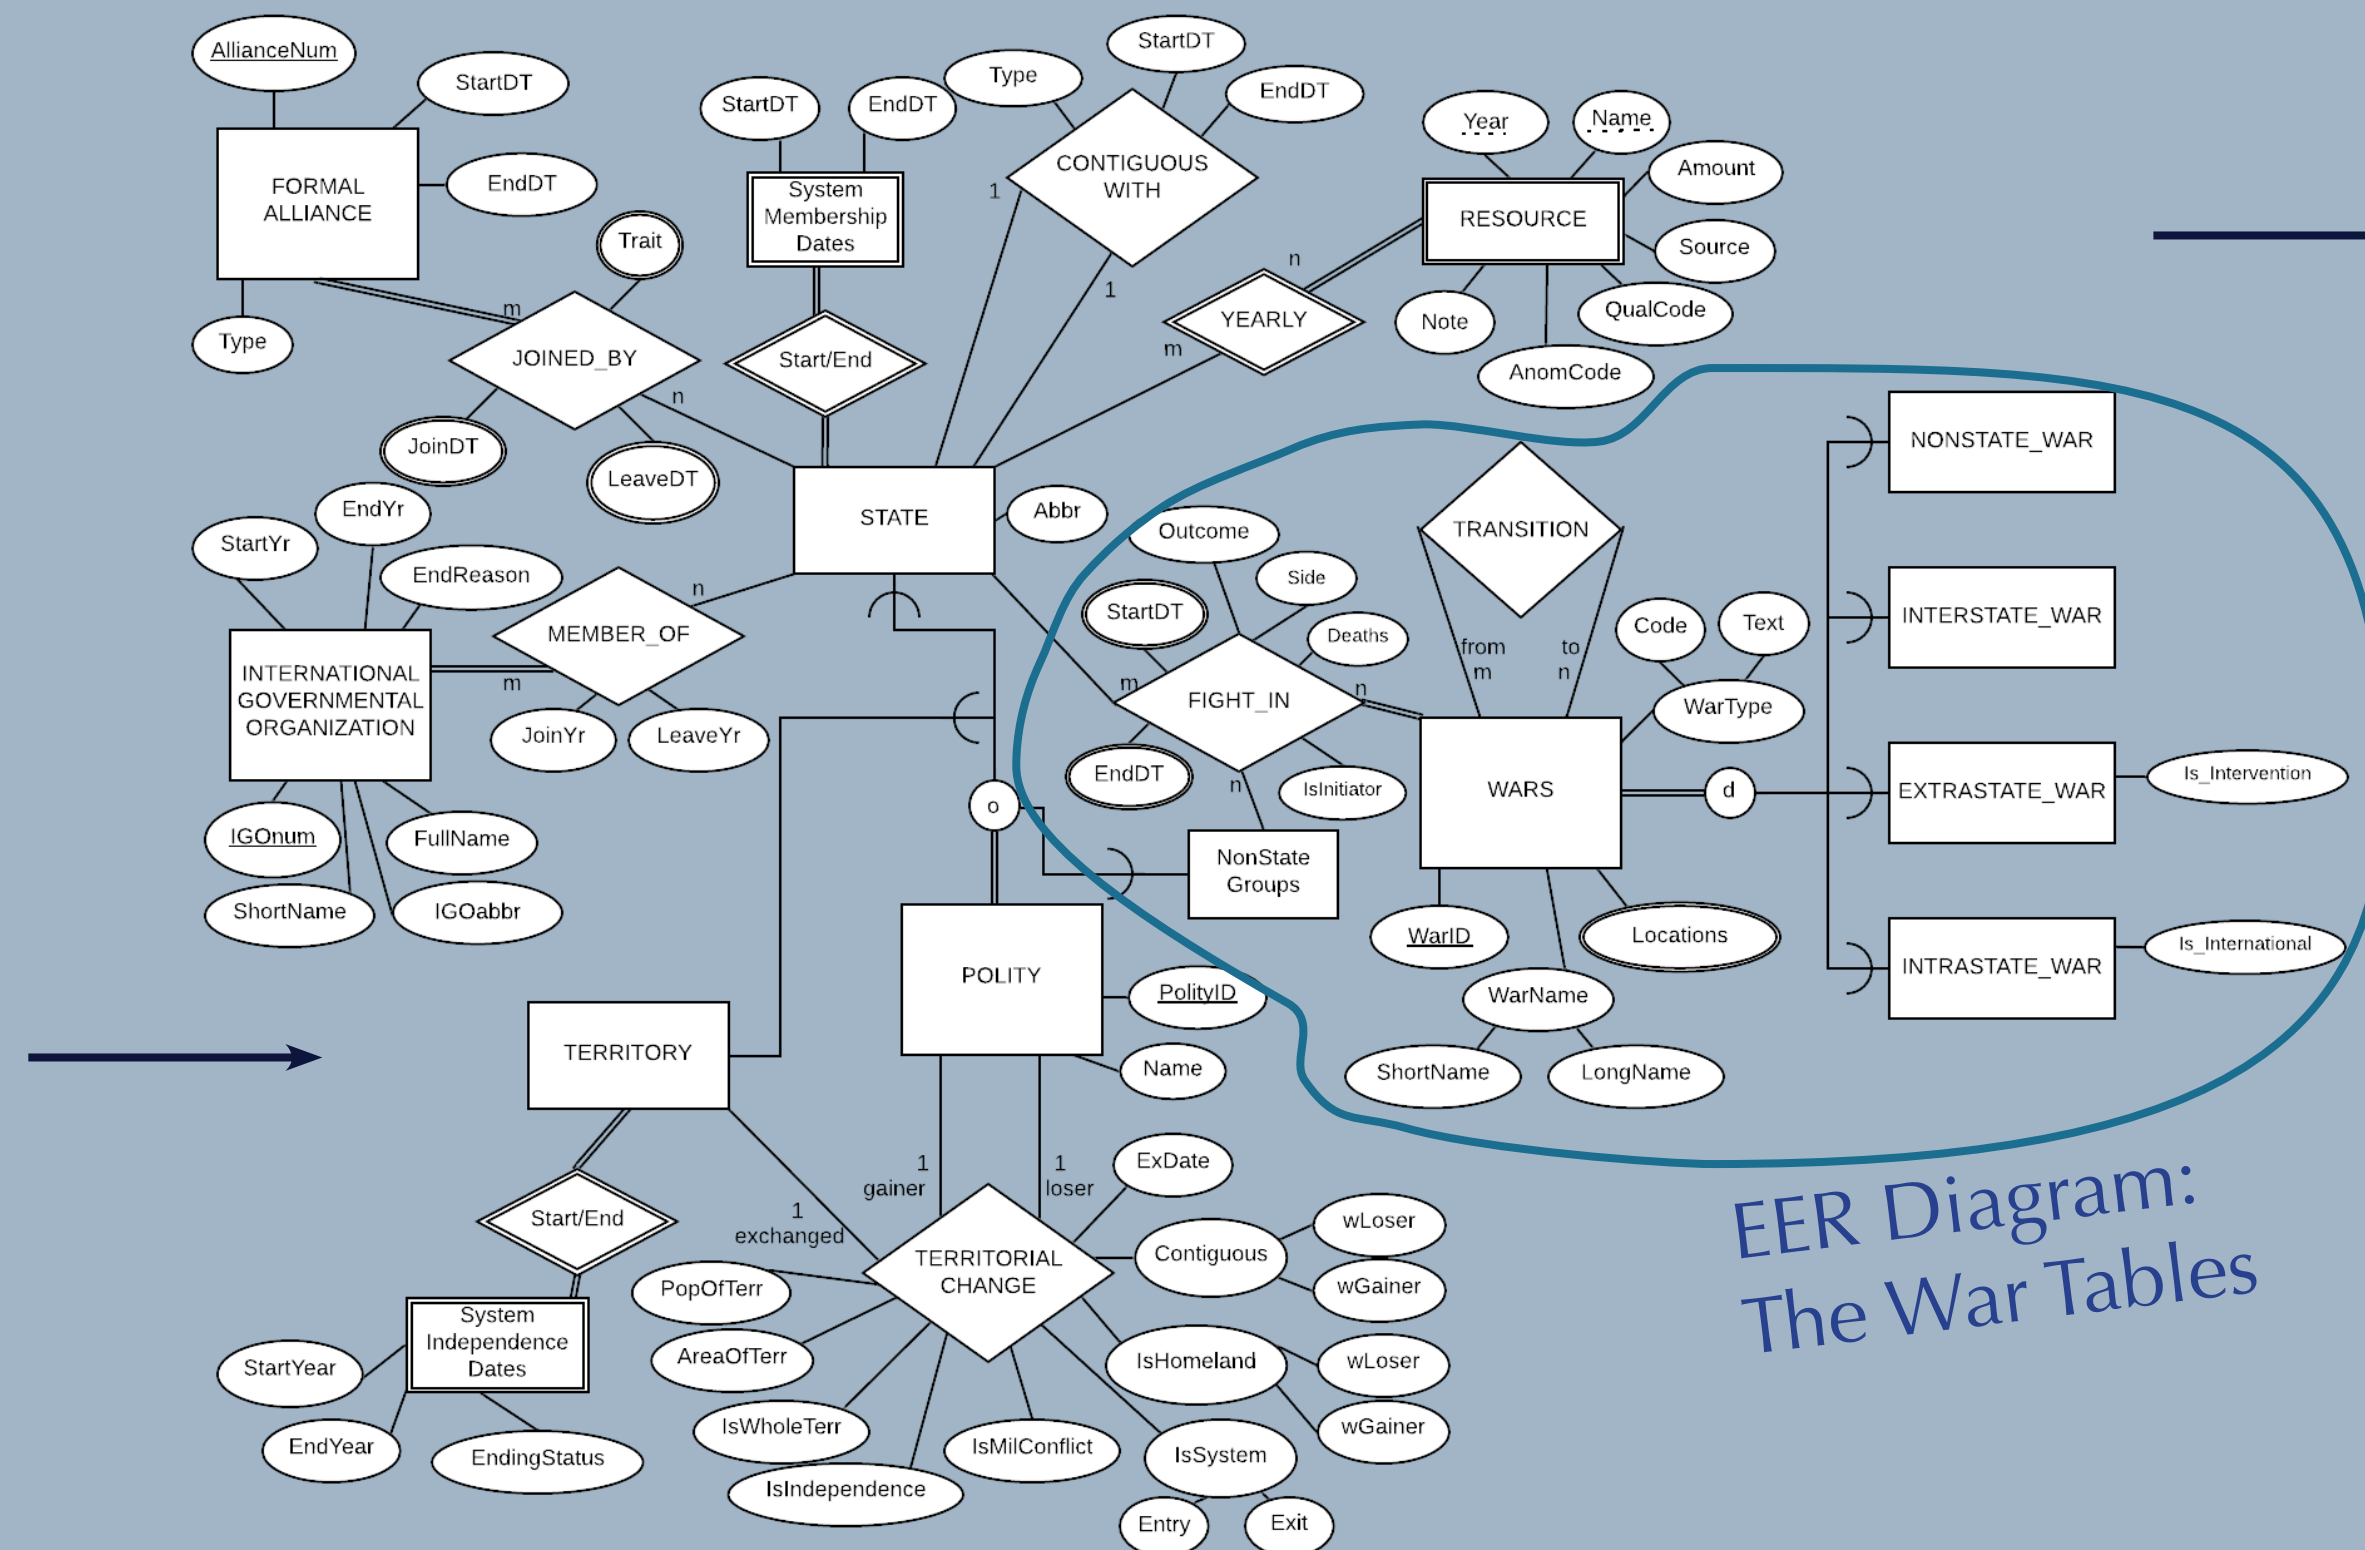 AllianceNum
StartDT
FORMAL
ALLIANCE
EndDT
Type
Trait
m
JOINED_BY
n
JoinDT
LeaveDT
StartDT
EndDT
System
Membership
Dates
Start/End
Type
StartDT
EndDT
CONTIGUOUS
WITH
1
1
Year
Name
Amount
RESOURCE
Source
QualCode
Note
AnomCode
n
YEARLY
m
STATE
Abbr
StartYr
EndYr
EndReason
INTERNATIONAL
GOVERNMENTAL
ORGANIZATION
n
MEMBER_OF
m
JoinYr
LeaveYr
IGOnum
FullName
ShortName
IGOabbr
Outcome
Side
StartDT
Deaths
m
FIGHT_IN
n
EndDT
n
IsInitiator
NonState
Groups
TRANSITION
from
m
to
n
Code
Text
WarType
WARS
d
WarID
Locations
WarName
ShortName
LongName
NONSTATE_WAR
INTERSTATE_WAR
EXTRASTATE_WAR
Is_Intervention
INTRASTATE_WAR
Is_International
o
POLITY
PolityID
Name
TERRITORY
Start/End
System
Independence
Dates
StartYear
EndYear
EndingStatus
1
exchanged
1
gainer
1
loser
TERRITORIAL
CHANGE
ExDate
Contiguous
wLoser
wGainer
IsHomeland
wLoser
wGainer
PopOfTerr
AreaOfTerr
IsWholeTerr
IsIndependence
IsMilConflict
IsSystem
Entry
Exit
EER Diagram:
The War Tables